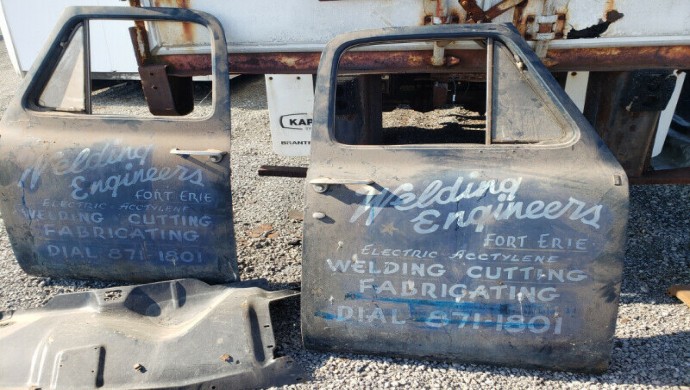 Welding
Engineers
FORT ERIE
ELECTRIC ACCTYLENE
WELDING CUTTING
FABRICATING
DIAL 871-1801
Welding
Engineers
FORT ERIE
ELECTRIC ACCTYLENE
WELDING CUTTING
FABRICATING
DIAL 871-1801